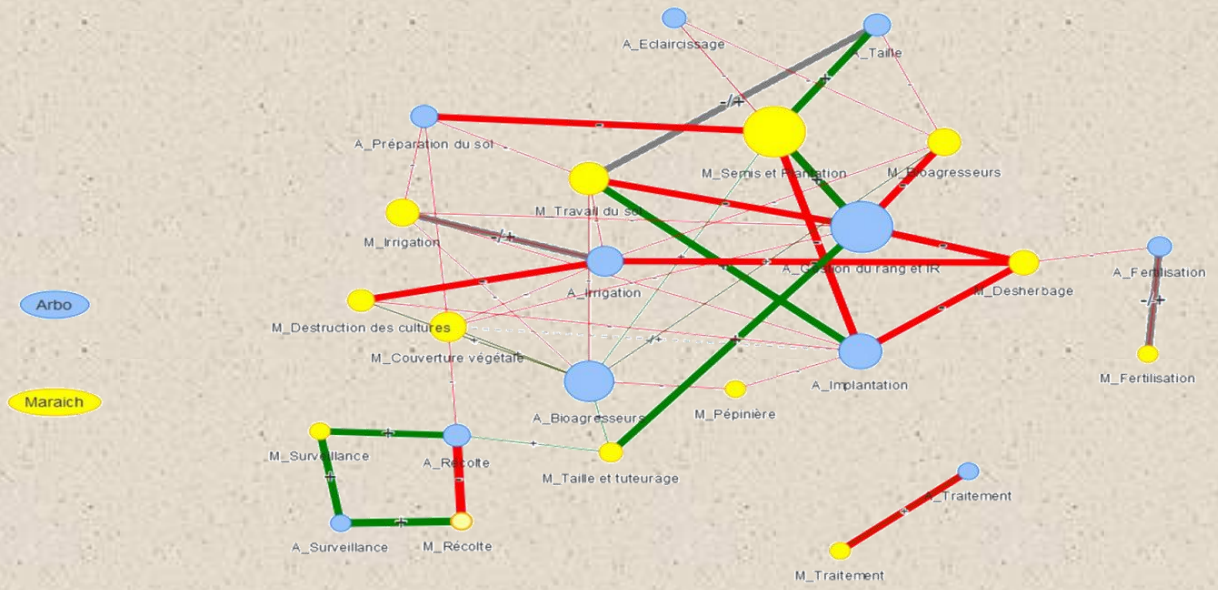 A_Eclaircissage
A_Taille
-/+
+
A_Préparation du sol
-
M_Semis et Plantation
M_Bioagresseurs
M_Travail du sol
M_Irrigation
-/+
A_Gestion du rang et IR
A_Irrigation
M_Desherbage
A_Fertilisation
-/+
Arbo
M_Destruction des cultures
M_Couverture végétale
-/+
A_Implantation
M_Fertilisation
Maraich
A_Bioagresseurs
M_Pépinière
M_Surveillance
+
A_Récolte
+
M_Taille et tuteurage
A_Traitement
A_Surveillance
+
M_Récolte
M_Traitement